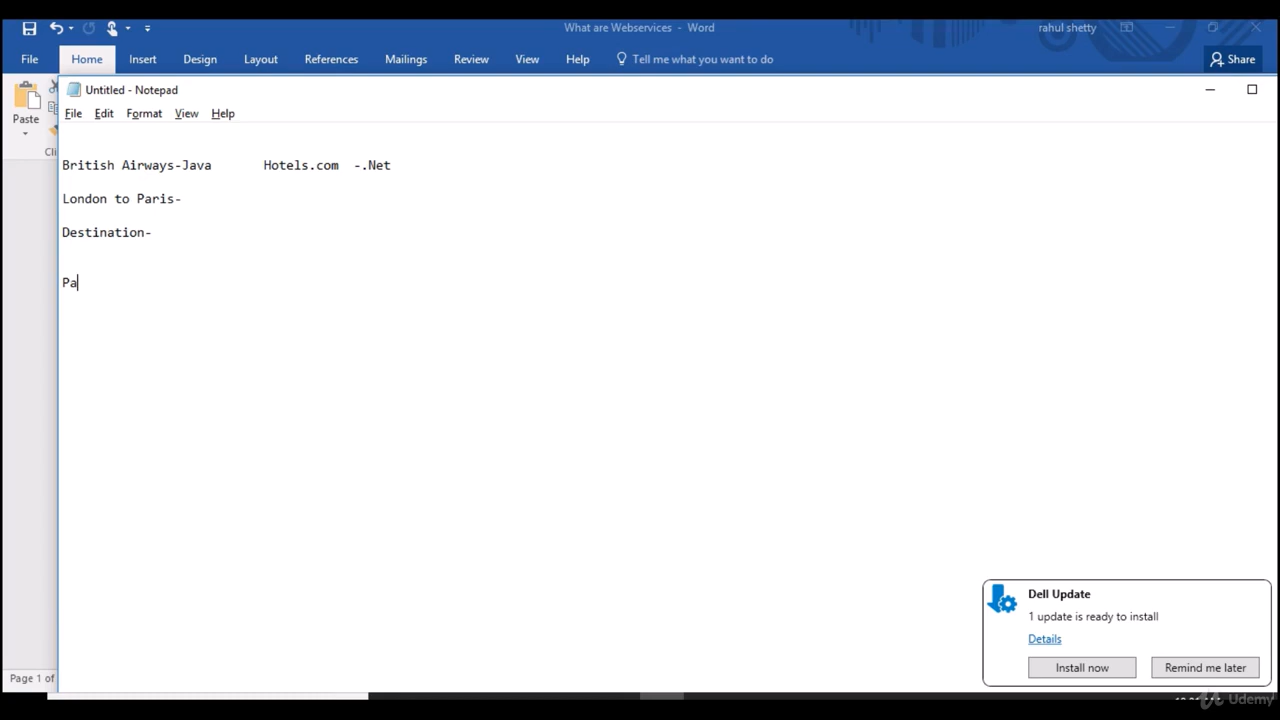 What are Webservices - Word
rahul shetty
File Home Insert Design Layout References Mailings Review View Help Tell me what you want to do Share
Paste
Cli
Untitled - Notepad
File Edit Format View Help
British Airways-Java Hotels.com -.Net
London to Paris-
Destination-
Pa
Dell Update
1 update is ready to install
Details
Install now Remind me later
Page 1 of
Udemy